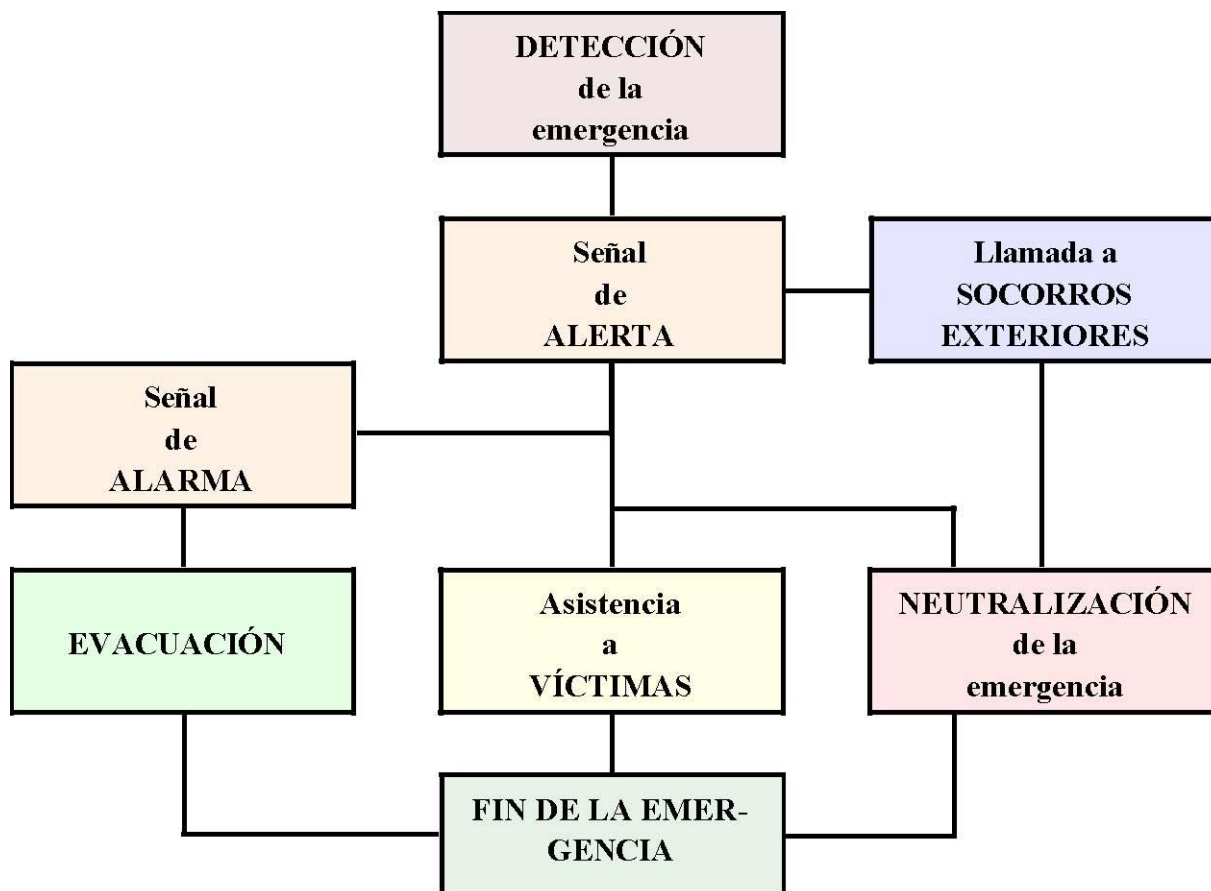 DETECCIÓN
de la
emergencia
Señal
de
ALERTA
Llamada a
SOCORROS
EXTERIORES
Señal
de
ALARMA
EVACUACIÓN
Asistencia
a
VÍCTIMAS
NEUTRALIZACIÓN
de la
emergencia
FIN DE LA EMER-
GENCIA